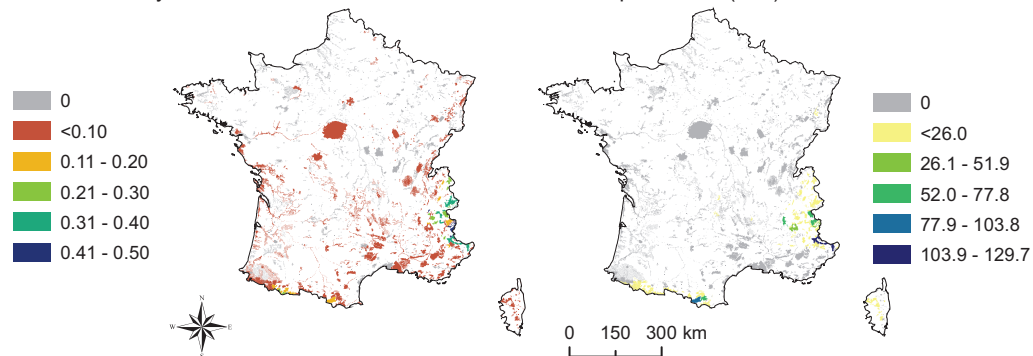 0
<0.10
0.11 - 0.20
0.21 - 0.30
0.31 - 0.40
0.41 - 0.50
N
W
E
S
0 150 300 km
0
<26.0
26.1 - 51.9
52.0 - 77.8
77.9 - 103.8
103.9 - 129.7